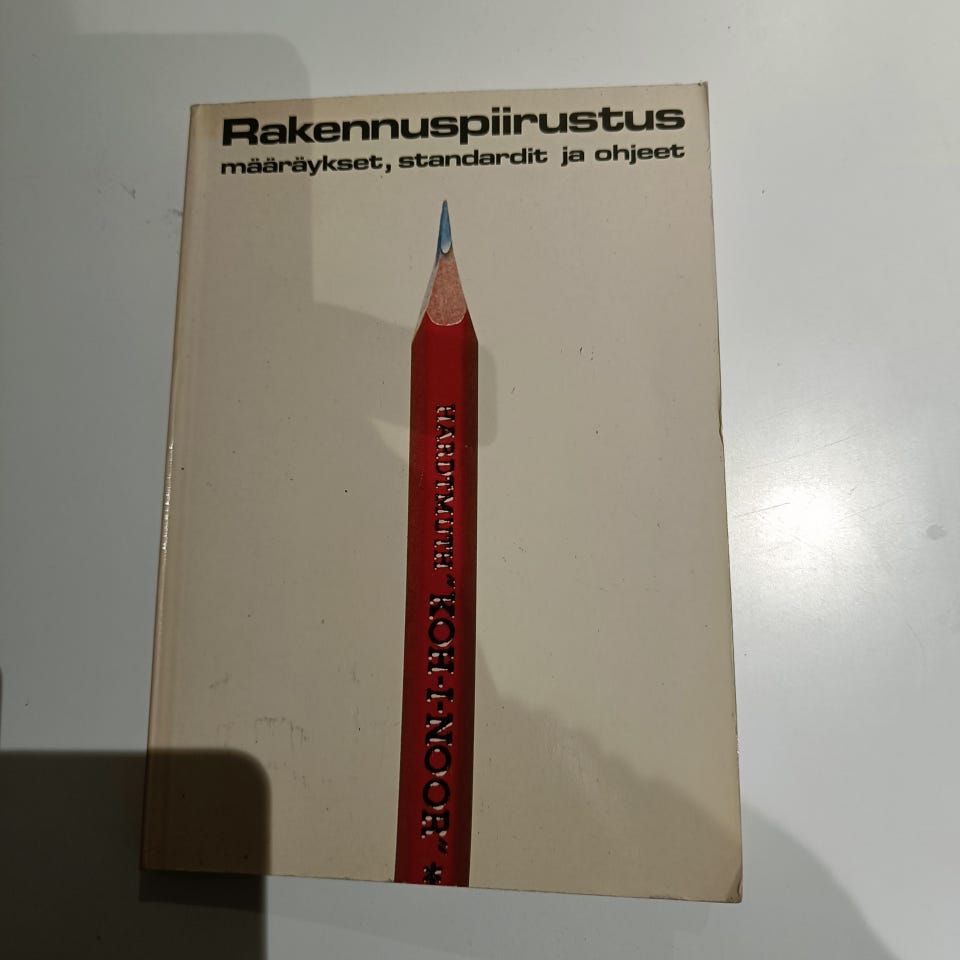 Rakennuspiirustus
määräykset, standardit ja ohjeet
HARDTMUTH "KOH-I-NOOR" *